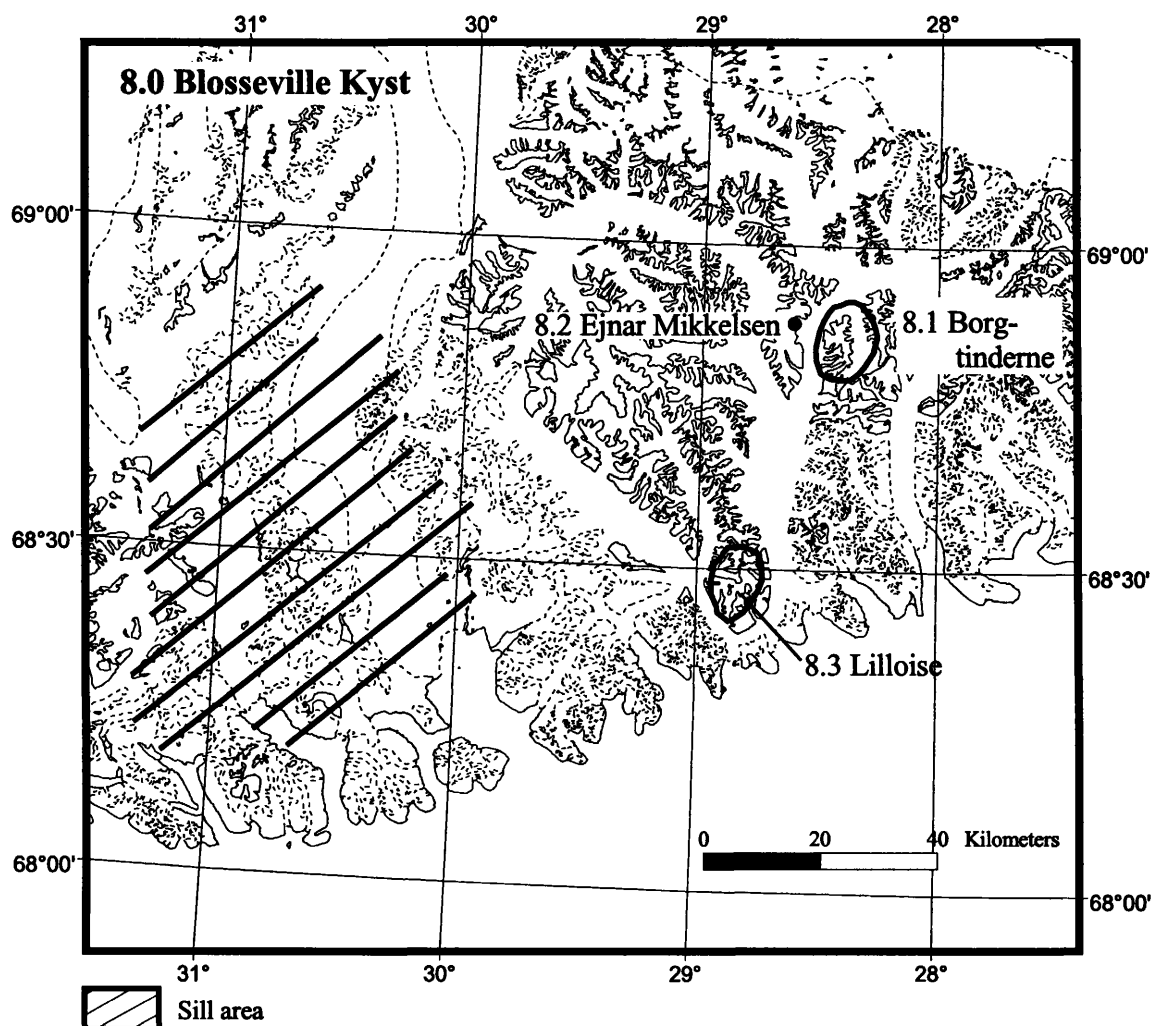 31° 30° 29° 28°
8.0 Blosseville Kyst
69°00'
69°00'
8.2 Ejnar Mikkelsen
8.1 Borg-
tinderne
68°30'
68°30'
8.3 Lilloise
0 20 40 Kilometers
68°00'
68°00'
31° 30° 29° 28°
Sill area